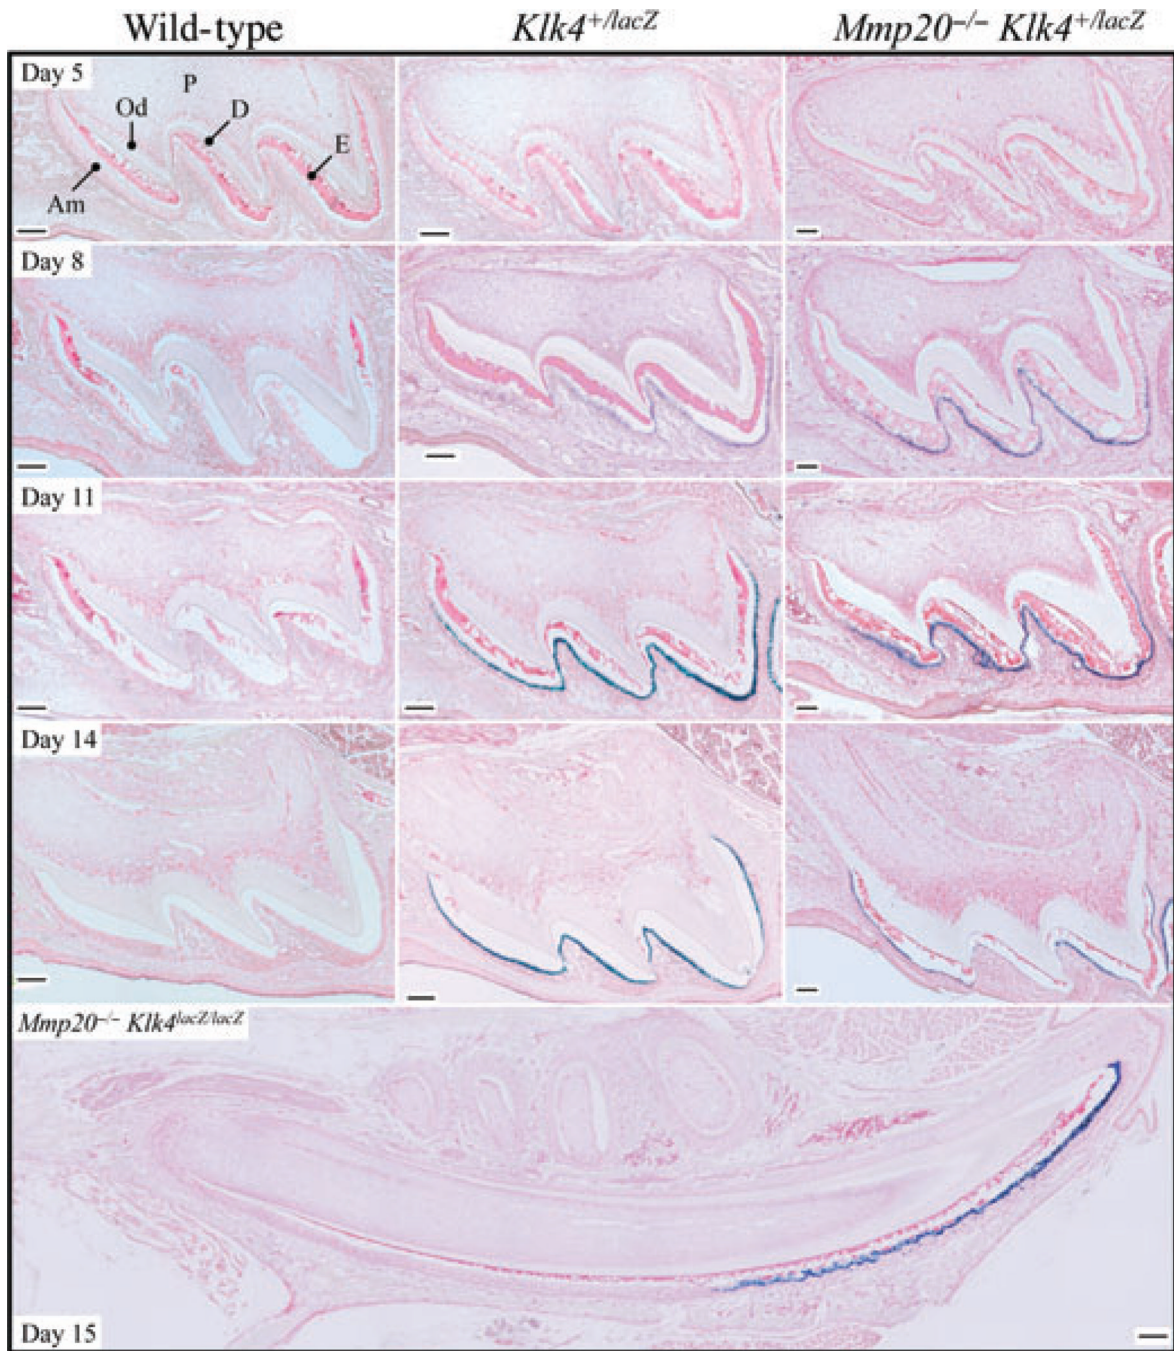 Wild-type Klk4+/lacZ Mmp20−/− Klk4+/lacZ
Day 5
P
Od
D
E
Am
Day 8
Day 11
Day 14
Mmp20−/− Klk4lacZ/lacZ
Day 15